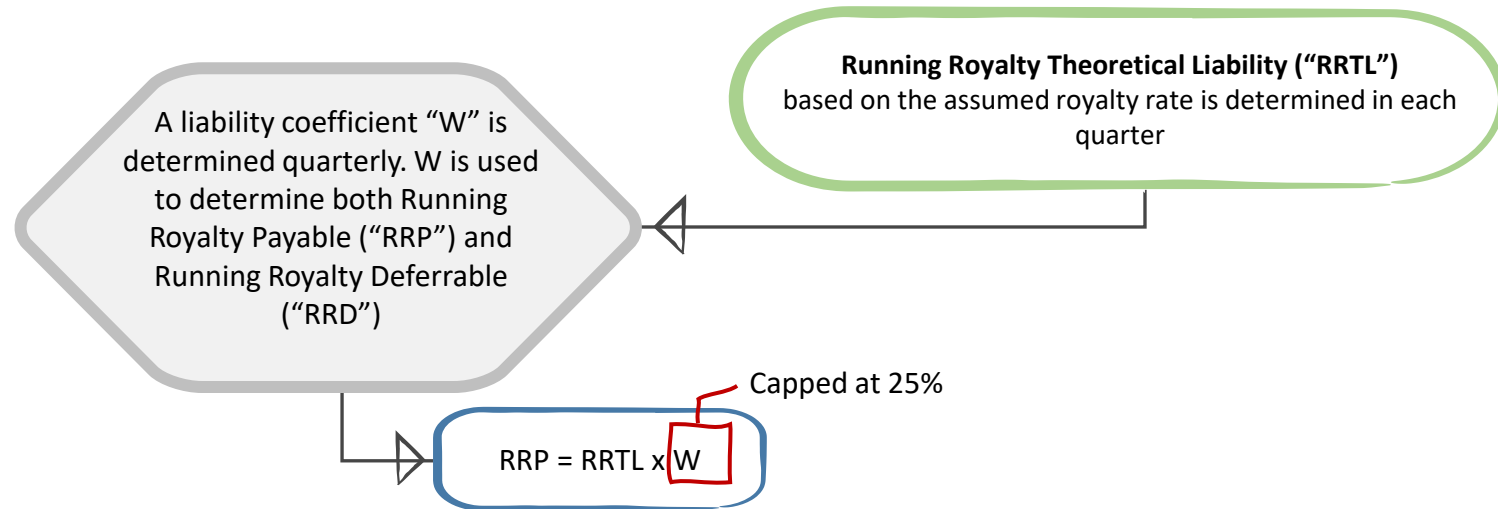 Running Royalty Theoretical Liability (“RRTL”)
based on the assumed royalty rate is determined in each
quarter
A liability coefficient “W” is
determined quarterly. W is used
to determine both Running
Royalty Payable (“RRP”) and
Running Royalty Deferrable
(“RRD”)
Capped at 25%
RRP = RRTL x W